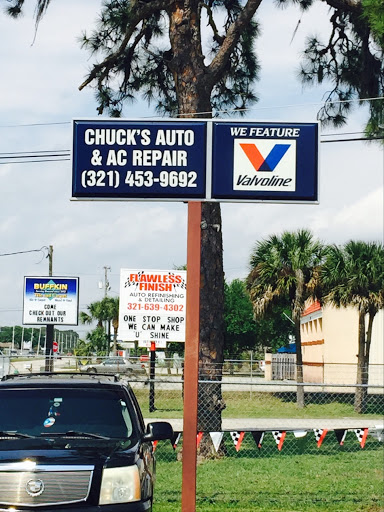 CHUCK'S AUTO
& AC REPAIR
(321) 453-9692
WE FEATURE
Valvoline
BUFFKIN
COME
CHECK OUT OUR
REMNANTS
FLAWLESS
FINISH
AUTO REFINISHING
& DETAILING
321-639-4302
ONE STOP SHOP
WE CAN MAKE
'U' SHINE